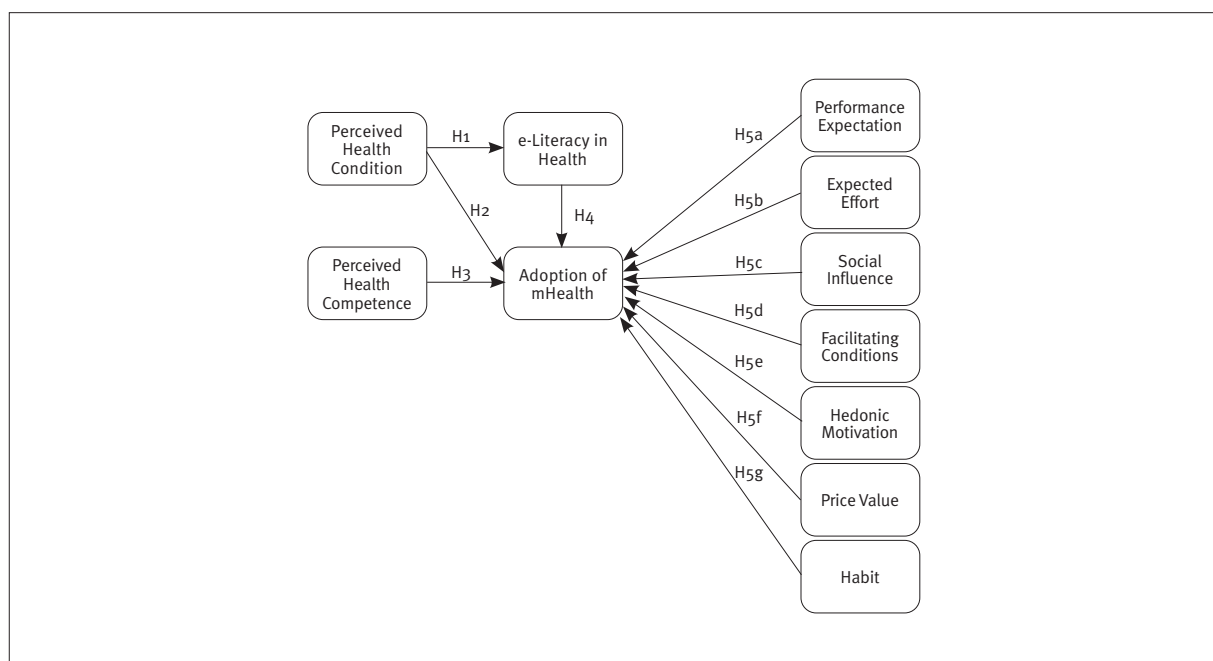 Perceived
Health
Condition
H1
e-Literacy in
Health
H2
H4
Perceived
Health
Competence
H3
Adoption of
mHealth
H5a
H5b
H5c
H5d
H5e
H5f
H5g
Performance
Expectation
Expected
Effort
Social
Influence
Facilitating
Conditions
Hedonic
Motivation
Price Value
Habit